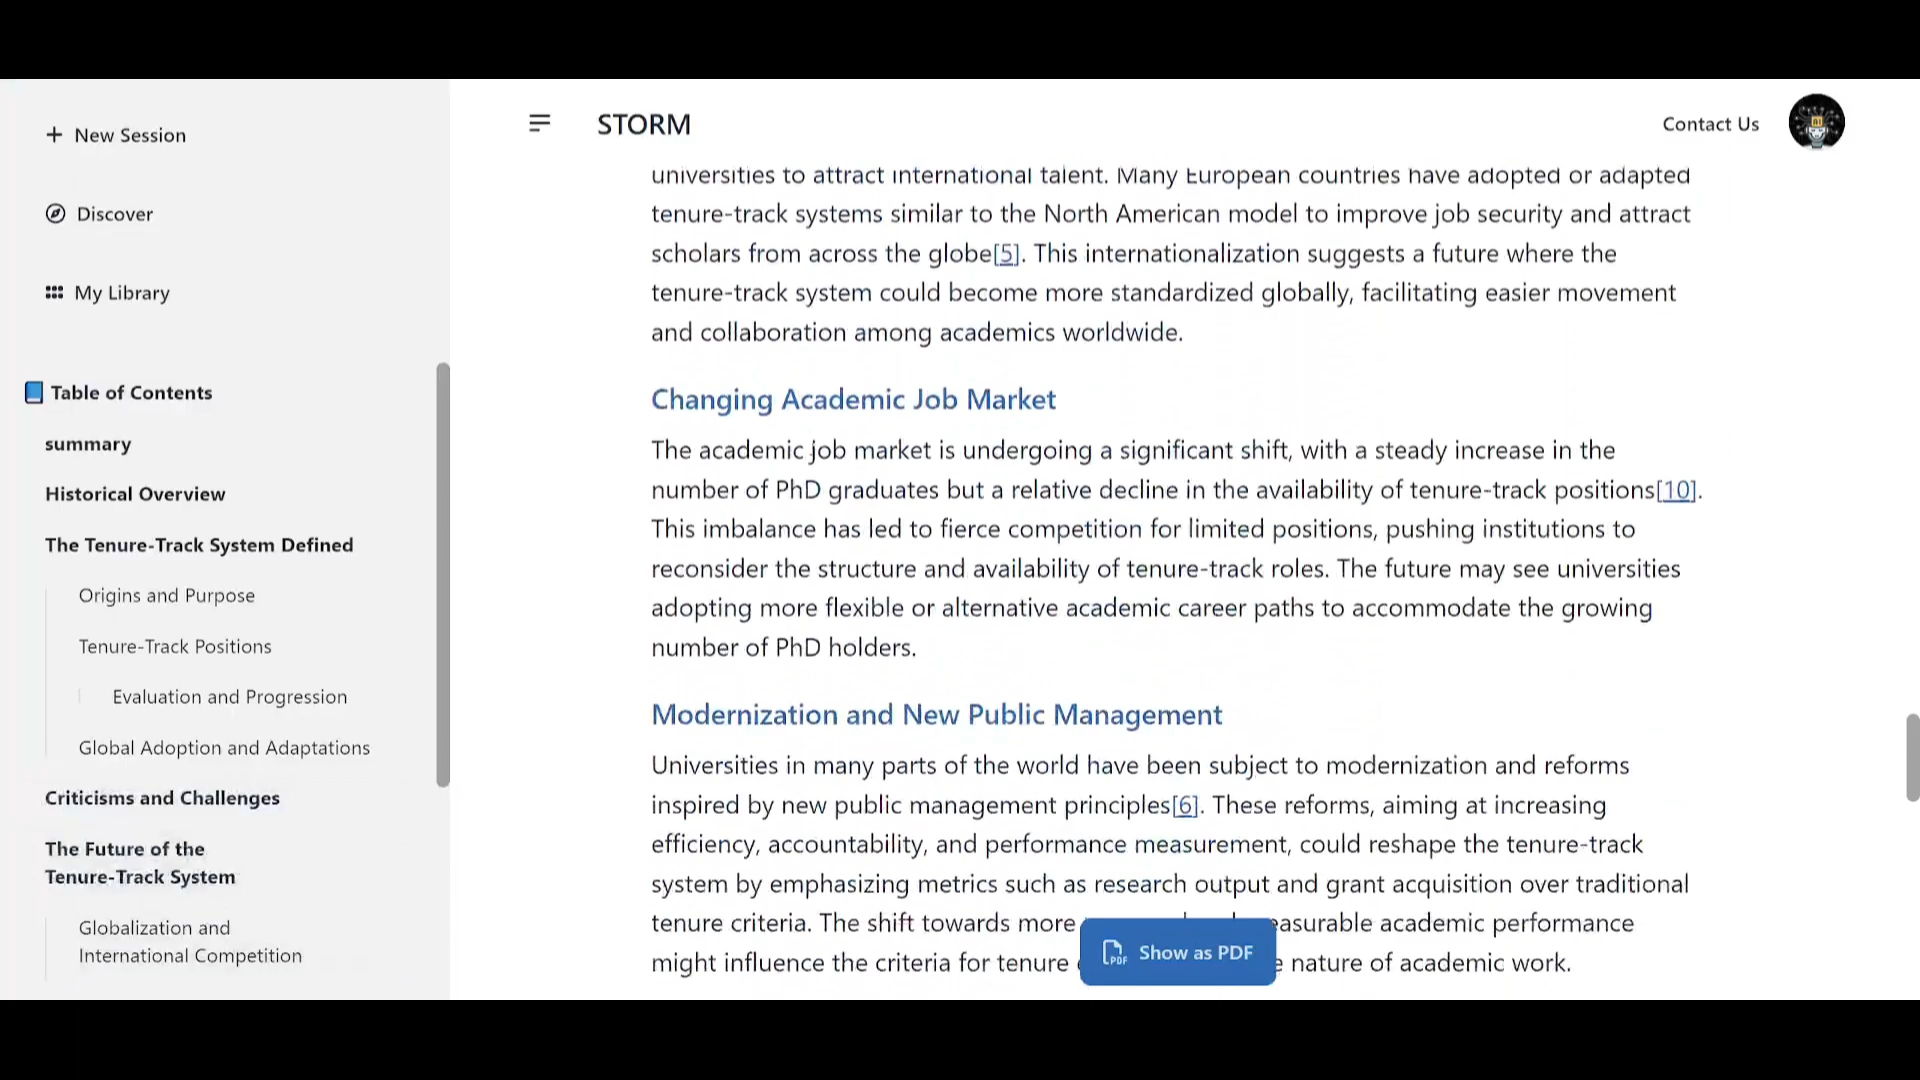 + New Session
Discover
My Library
Table of Contents
summary
Historical Overview
The Tenure-Track System Defined
Origins and Purpose
Tenure-Track Positions
Evaluation and Progression
Global Adoption and Adaptations
Criticisms and Challenges
The Future of the
Tenure-Track System
Globalization and
International Competition
STORM
Contact Us
AI
universities to attract international talent. Many European countries have adopted or adapted
tenure-track systems similar to the North American model to improve job security and attract
scholars from across the globe[5]. This internationalization suggests a future where the
tenure-track system could become more standardized globally, facilitating easier movement
and collaboration among academics worldwide.
Changing Academic Job Market
The academic job market is undergoing a significant shift, with a steady increase in the
number of PhD graduates but a relative decline in the availability of tenure-track positions[10].
This imbalance has led to fierce competition for limited positions, pushing institutions to
reconsider the structure and availability of tenure-track roles. The future may see universities
adopting more flexible or alternative academic career paths to accommodate the growing
number of PhD holders.
Modernization and New Public Management
Universities in many parts of the world have been subject to modernization and reforms
inspired by new public management principles[6]. These reforms, aiming at increasing
efficiency, accountability, and performance measurement, could reshape the tenure-track
system by emphasizing metrics such as research output and grant acquisition over traditional
tenure criteria. The shift towards more academic performance
might influence the criteria for tenure nature of academic work.
PDF Show as PDF